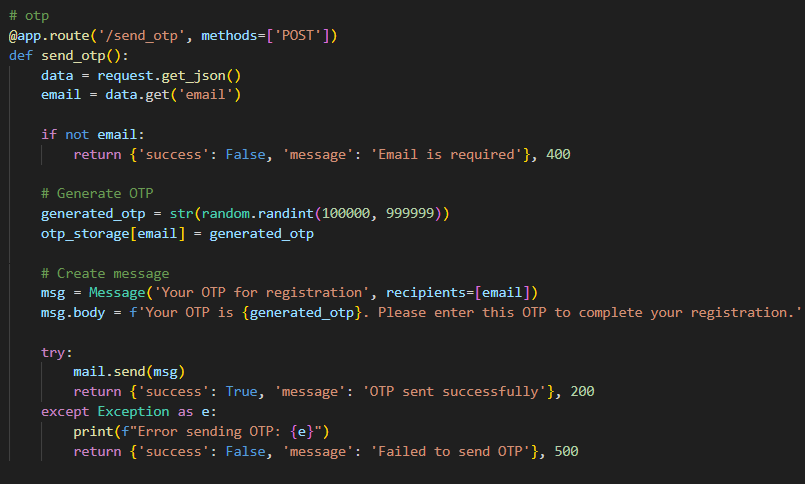 # otp
@app.route('/send_otp', methods=['POST'])
def send_otp():
    data = request.get_json()
    email = data.get('email')

    if not email:
        return {'success': False, 'message': 'Email is required'}, 400

    # Generate OTP
    generated_otp = str(random.randint(100000, 999999))
    otp_storage[email] = generated_otp

    # Create message
    msg = Message('Your OTP for registration', recipients=[email])
    msg.body = f'Your OTP is {generated_otp}. Please enter this OTP to complete your registration.'

    try:
        mail.send(msg)
        return {'success': True, 'message': 'OTP sent successfully'}, 200
    except Exception as e:
        print(f"Error sending OTP: {e}")
        return {'success': False, 'message': 'Failed to send OTP'}, 500